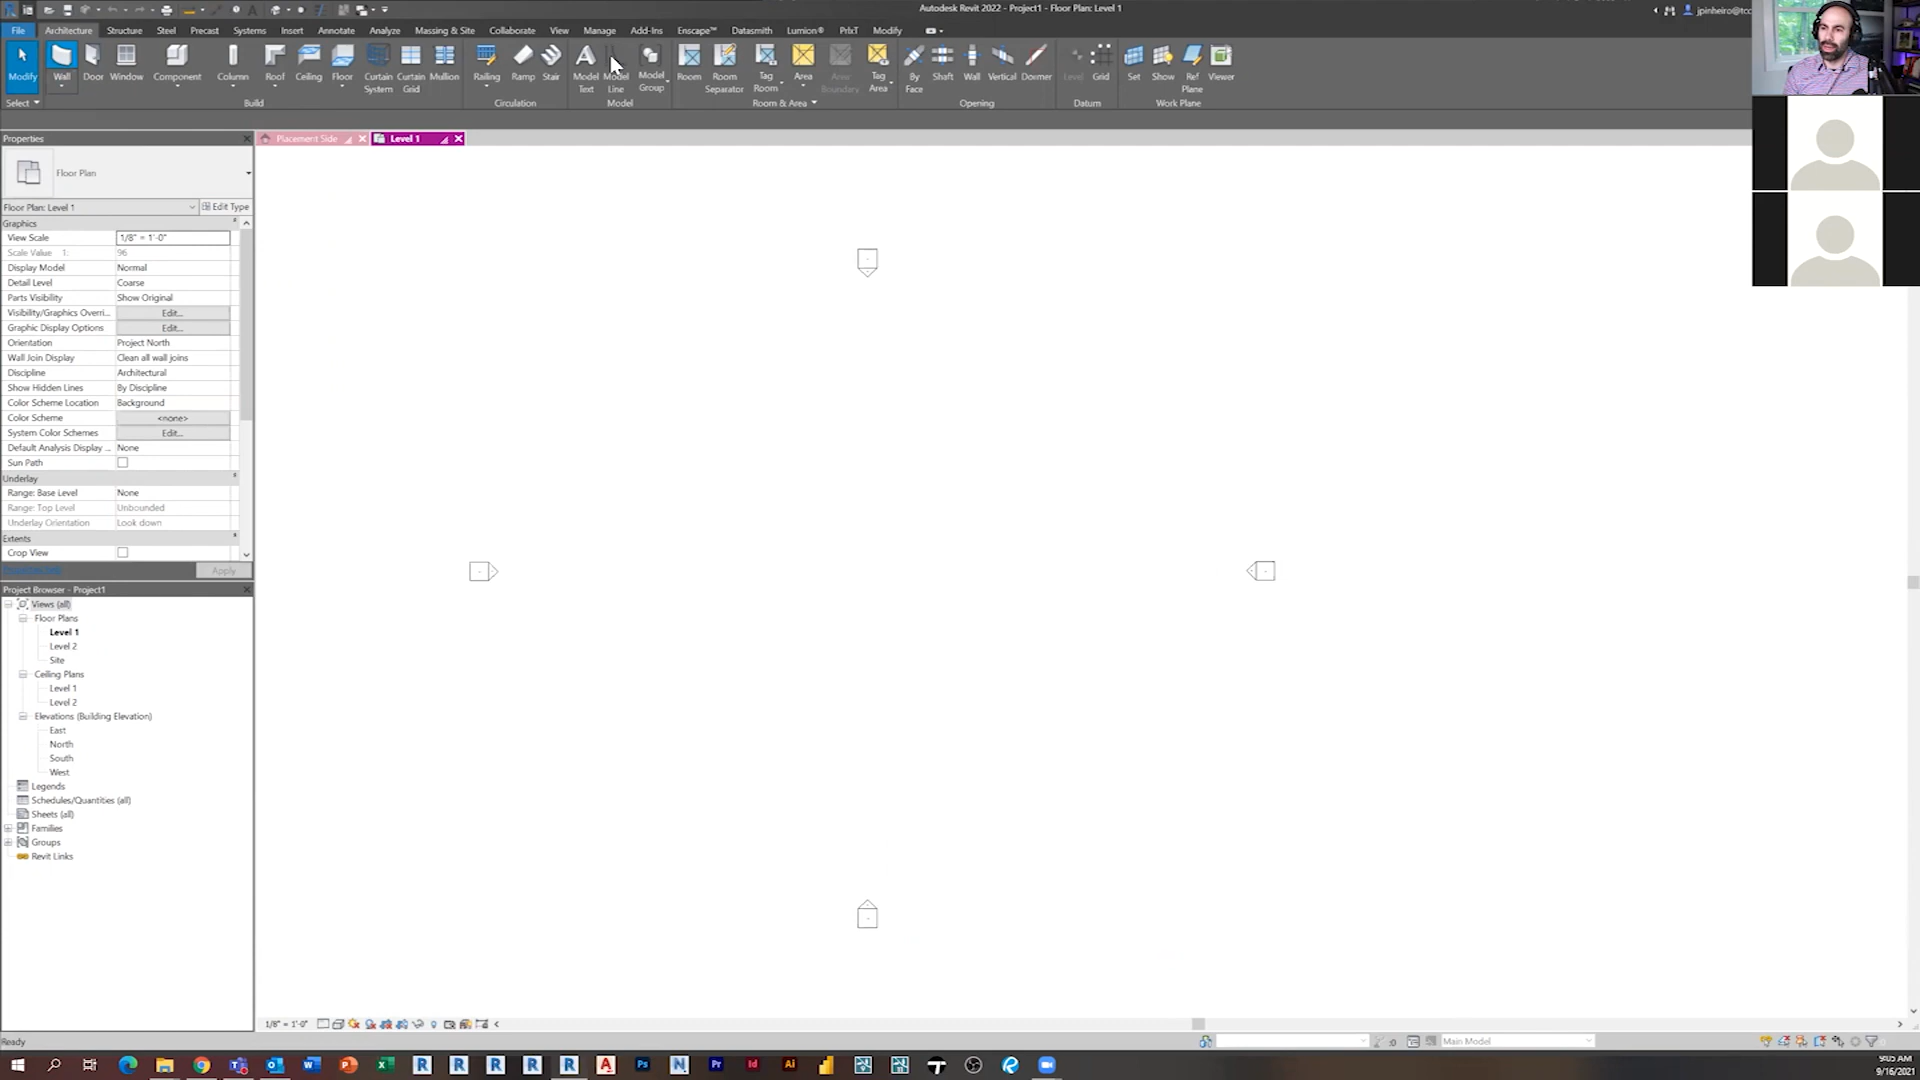 Autodesk Revit 2022 - Project1 - Floor Plan: Level 1
jpinheiro@tcc
File Architecture Structure Steel Precast Systems Insert Annotate Analyze Massing & Site Collaborate View Manage Add-Ins Enscape™ Datasmith Lumion® PrlxT Modify
Modify Wall Door Window Component Column Roof Ceiling Floor Curtain System Curtain Grid Mullion Railing Ramp Stair Model Text Model Line Model Group Room Room Separator Tag Room Area Area Boundary Tag Area By Face Shaft Wall Vertical Dormer Level Grid Set Show Ref Plane Viewer
Select Build Circulation Model Room & Area Opening Datum Work Plane
Properties
Placement Side
Level 1
Floor Plan
Floor Plan: Level 1
Edit Type
Graphics
View Scale 1/8" = 1'-0"
Scale Value 1: 96
Display Model Normal
Detail Level Coarse
Parts Visibility Show Original
Visibility/Graphics Overri... Edit...
Graphic Display Options Edit...
Orientation Project North
Wall Join Display Clean all wall joins
Discipline Architectural
Show Hidden Lines By Discipline
Color Scheme Location Background
Color Scheme <none>
System Color Schemes Edit...
Default Analysis Display ... None
Sun Path
Underlay
Range: Base Level None
Range: Top Level Unbounded
Underlay Orientation Look down
Extents
Crop View
Properties help
Apply
Project Browser - Project1
Views (all)
Floor Plans
Level 1
Level 2
Site
Ceiling Plans
Level 1
Level 2
Elevations (Building Elevation)
East
North
South
West
Legends
Schedules/Quantities (all)
Sheets (all)
Families
Groups
Revit Links
1/8" = 1'-0"
Ready
:0
Main Model
9:05 AM
9/16/2021